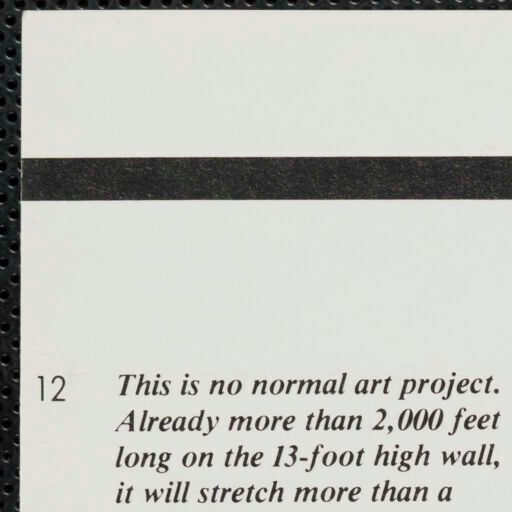 12
This is no normal art project.
Already more than 2,000 feet
long on the 13-foot high wall,
it will stretch more than a